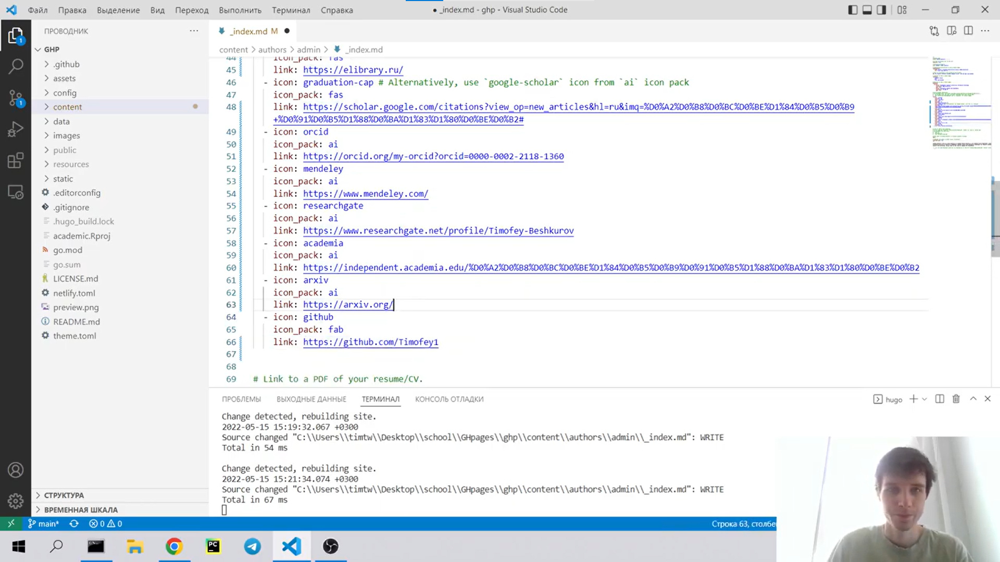 Файл Правка Выделение Вид Переход Выполнить Терминал Справка
● _index.md - ghp - Visual Studio Code
ПРОВОДНИК
GHP
.github
assets
config
content
data
images
public
resources
static
.editorconfig
.gitignore
.hugo_build.lock
academic.Rproj
go.mod
go.sum
LICENSE.md
netlify.toml
preview.png
README.md
theme.toml
СТРУКТУРА
ВРЕМЕННАЯ ШКАЛА
1
1
_index.md M
content > authors > admin > _index.md
44 icon_pack: fas
45 link: https://elibrary.ru/
46 - icon: graduation-cap # Alternatively, use `google-scholar` icon from `ai` icon pack
47 icon_pack: fas
48 link: https://scholar.google.com/citations?view_op=new_articles&hl=ru&imq=%D0%A2%D0%B8%D0%BC%D0%BE%D1%84%D0%B5%D0%B9
+%D0%91%D0%B5%D1%88%D0%BA%D1%83%D1%80%D0%BE%D0%B2#
49 - icon: orcid
50 icon_pack: ai
51 link: https://orcid.org/my-orcid?orcid=0000-0002-2118-1360
52 - icon: mendeley
53 icon_pack: ai
54 link: https://www.mendeley.com/
55 - icon: researchgate
56 icon_pack: ai
57 link: https://www.researchgate.net/profile/Timofey-Beshkurov
58 - icon: academia
59 icon_pack: ai
60 link: https://independent.academia.edu/%D0%A2%D0%B8%D0%BC%D0%BE%D1%84%D0%B5%D0%B9%D0%91%D0%B5%D1%88%D0%BA%D1%83%D1%80%D0%BE%D0%B2
61 - icon: arxiv
62 icon_pack: ai
63 link: https://arxiv.org/
64 - icon: github
65 icon_pack: fab
66 link: https://github.com/Timofey1
67
68
69 # Link to a PDF of your resume/CV.
ПРОБЛЕМЫ ВЫХОДНЫЕ ДАННЫЕ ТЕРМИНАЛ КОНСОЛЬ ОТЛАДКИ
hugo
Change detected, rebuilding site.
2022-05-15 15:19:32.067 +0300
Source changed "C:\\Users\\timtw\\Desktop\\school\\GHpages\\ghp\\content\\authors\\admin\\_index.md": WRITE
Total in 54 ms
Change detected, rebuilding site.
2022-05-15 15:21:34.074 +0300
Source changed "C:\\Users\\timtw\\Desktop\\school\\GHpages\\ghp\\content\\authors\\admin\\_index.md": WRITE
Total in 67 ms
main* 0 0
Строка 63, столбе
PC